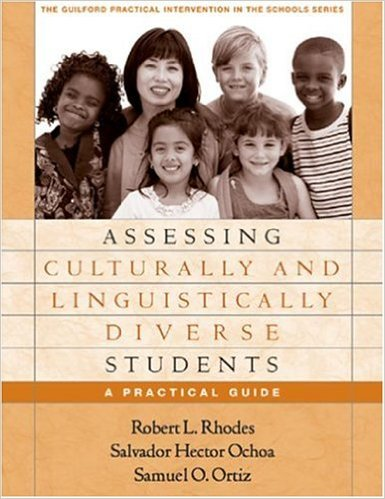 THE GUILFORD PRACTICAL INTERVENTION IN THE SCHOOLS SERIES
ASSESSING
CULTURALLY AND
LINGUISTICALLY
DIVERSE
STUDENTS
A PRACTICAL GUIDE
Robert L. Rhodes
Salvador Hector Ochoa
Samuel O. Ortiz